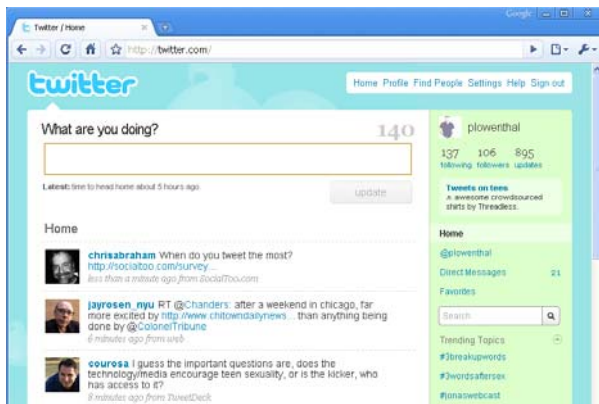 Google
Twitter / Home
http://twitter.com/
twitter
Home Profile Find People Settings Help Sign out
What are you doing?
140
Latest: time to head home about 5 hours ago
update
Home
chrisabraham When do you tweet the most?
http://socialtoo.com/survey...
less than a minute ago from SocialToo.com
jayrosen_nyu RT @Chanders: after a weekend in chicago, far
more excited by http://www.chitowndailynews... than anything being
done by @ColonelTribune
6 minutes ago from web
courosa I guess the important questions are, does the
technology/media encourage teen sexuality, or is the kicker, who
has access to it?
8 minutes ago from TweetDeck
plowenthal
137 106 895
following followers updates
Tweets on tees
A awesome crowdsourced
shirts by Threadless.
Home
@plowenthal
Direct Messages 21
Favorites
Search
Trending Topics
#3breakupwords
#3wordsaftersex
#jonaswebcast